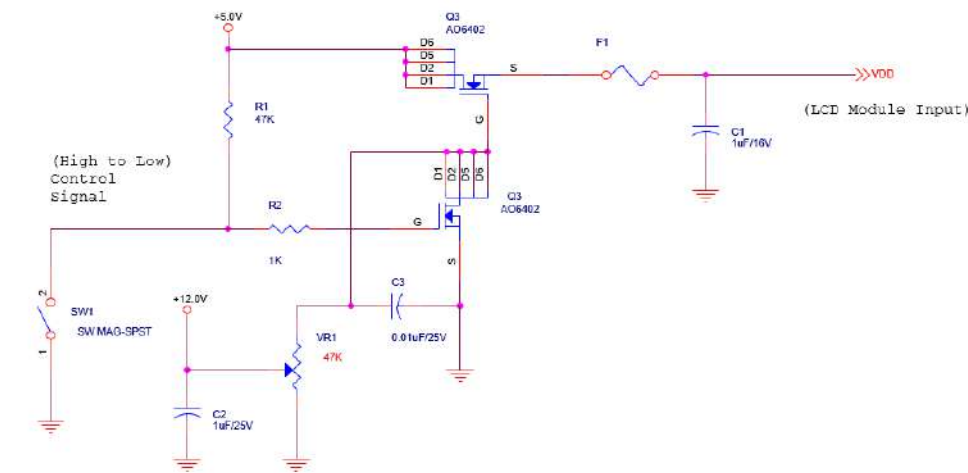 +5.0V
Q3
AO6402
F1
D6
D5
D2
D1
S
G
VDD
(LCD Module Input)
R1
47K
C1
1uF/16V
(High to Low)
Control
Signal
D1
D2
D5
D6
Q3
AO6402
R2
1K
G
S
+12.0V
C3
0.01uF/25V
2
SW1
SW MAG-SPST
1
VR1
47K
C2
1uF/25V